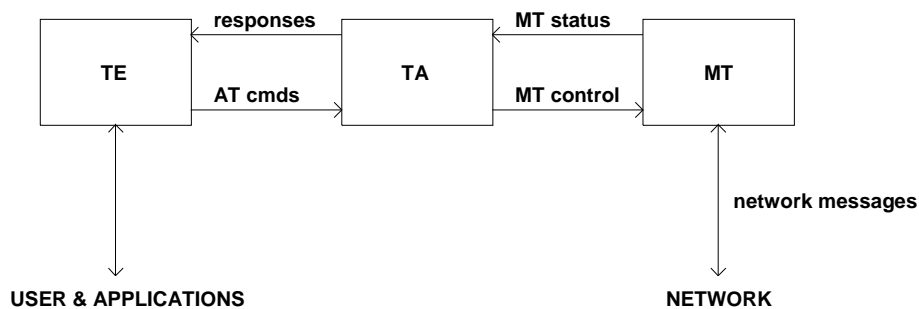 responses
MT status
TE
TA
MT
AT cmds
MT control
network messages
USER & APPLICATIONS
NETWORK